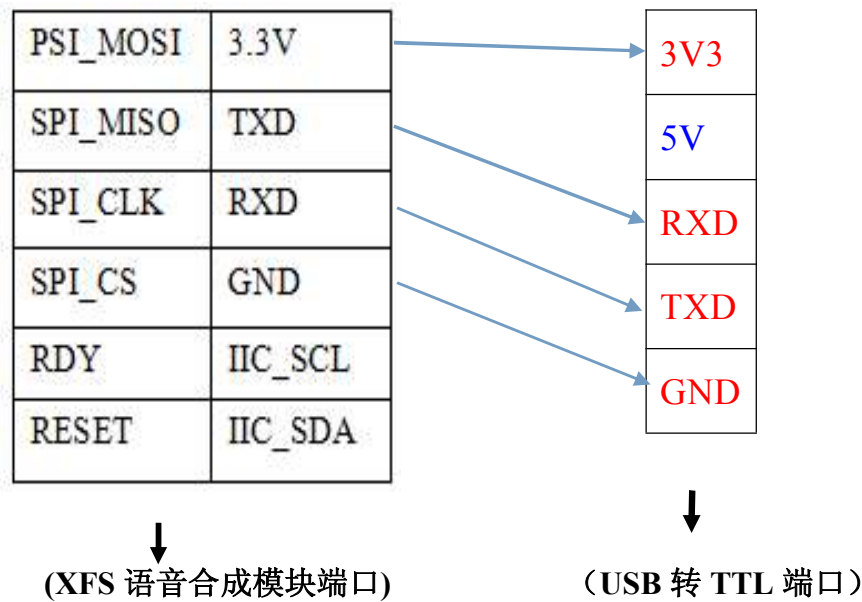 PSI_MOSI 3.3V
SPI_MISO TXD
SPI_CLK RXD
SPI_CS GND
RDY IIC_SCL
RESET IIC_SDA
3V3
5V
RXD
TXD
GND
(XFS 语音合成模块端口)
（USB 转 TTL 端口）